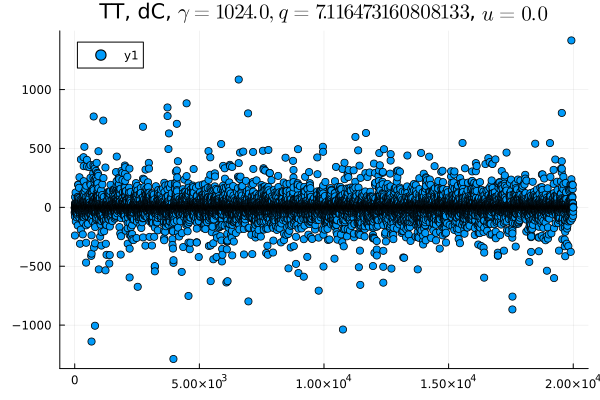 TT, dC, γ = 1024.0, q = 7.116473160808133, u = 0.0
y1
1000
500
0
−500
−1000
0 5.00×10³ 1.00×10⁴ 1.50×10⁴ 2.00×10⁴